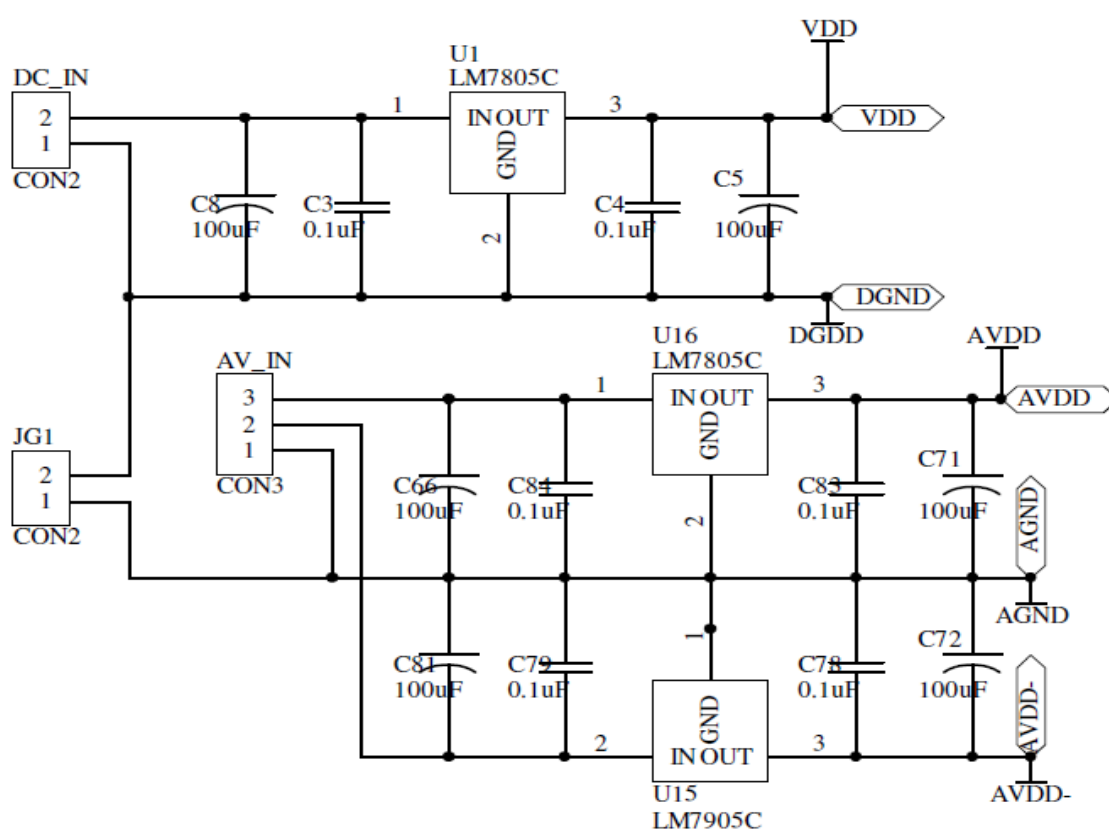 VDD
U1
LM7805C
DC_IN
2
1
CON2
1
IN OUT
GND
3
VDD
2
C8
100uF
C3
0.1uF
C4
0.1uF
C5
100uF
DGND
DGDD
AV_IN
3
2
1
CON3
U16
LM7805C
1
IN OUT
GND
3
2
AVDD
AVDD
JG1
2
1
CON2
C66
100uF
C84
0.1uF
C83
0.1uF
C71
100uF
AGND
AGND
C81
100uF
C79
0.1uF
1
GND
IN OUT
2
3
U15
LM7905C
C78
0.1uF
C72
100uF
AVDD-
AVDD-